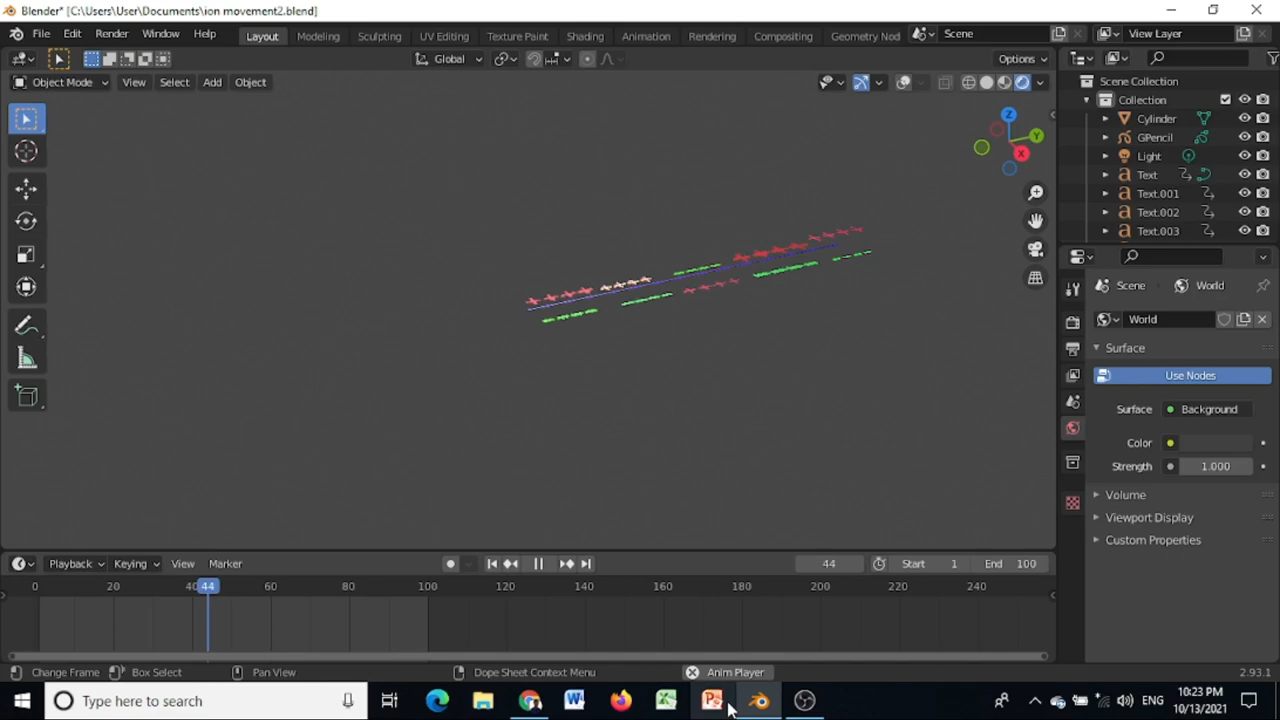 Blender* [C:\Users\User\Documents\ion movement2.blend]
File Edit Render Window Help Layout Modeling Sculpting UV Editing Texture Paint Shading Animation Rendering Compositing Geometry Nod Scene View Layer
Global Options
Object Mode View Select Add Object
Scene Collection
Collection
Cylinder
GPencil
Light
Text
Text.001
Text.002
Text.003
Z
Y
X
Scene World
World
Surface
Use Nodes
Surface Background
Color
Strength 1.000
Volume
Viewport Display
Custom Properties
Playback Keying View Marker 44 Start 1 End 100
0 20 40 44 60 80 100 120 140 160 180 200 220 240
Change Frame Box Select Pan View Dope Sheet Context Menu Anim Player 2.93.1
Type here to search
ENG
10:23 PM
10/13/2021